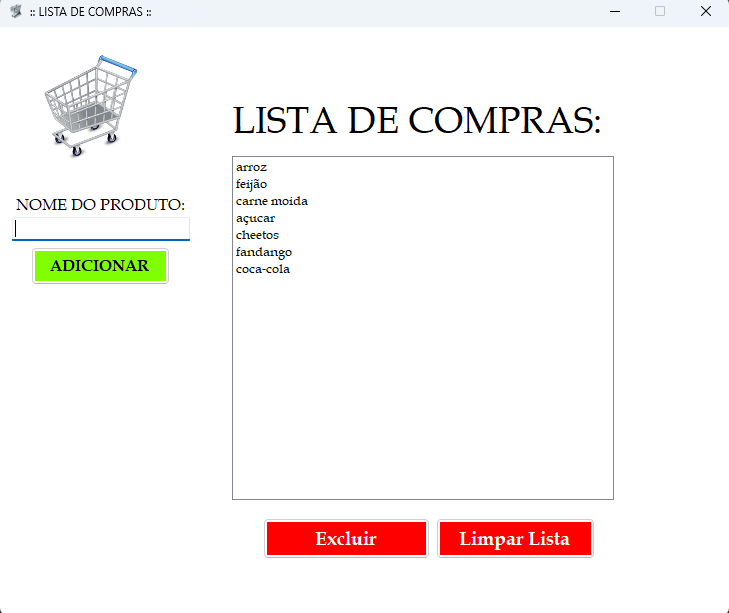 :: LISTA DE COMPRAS ::
LISTA DE COMPRAS:
NOME DO PRODUTO:
ADICIONAR
arroz
feijão
carne moida
açucar
cheetos
fandango
coca-cola
Excluir
Limpar Lista